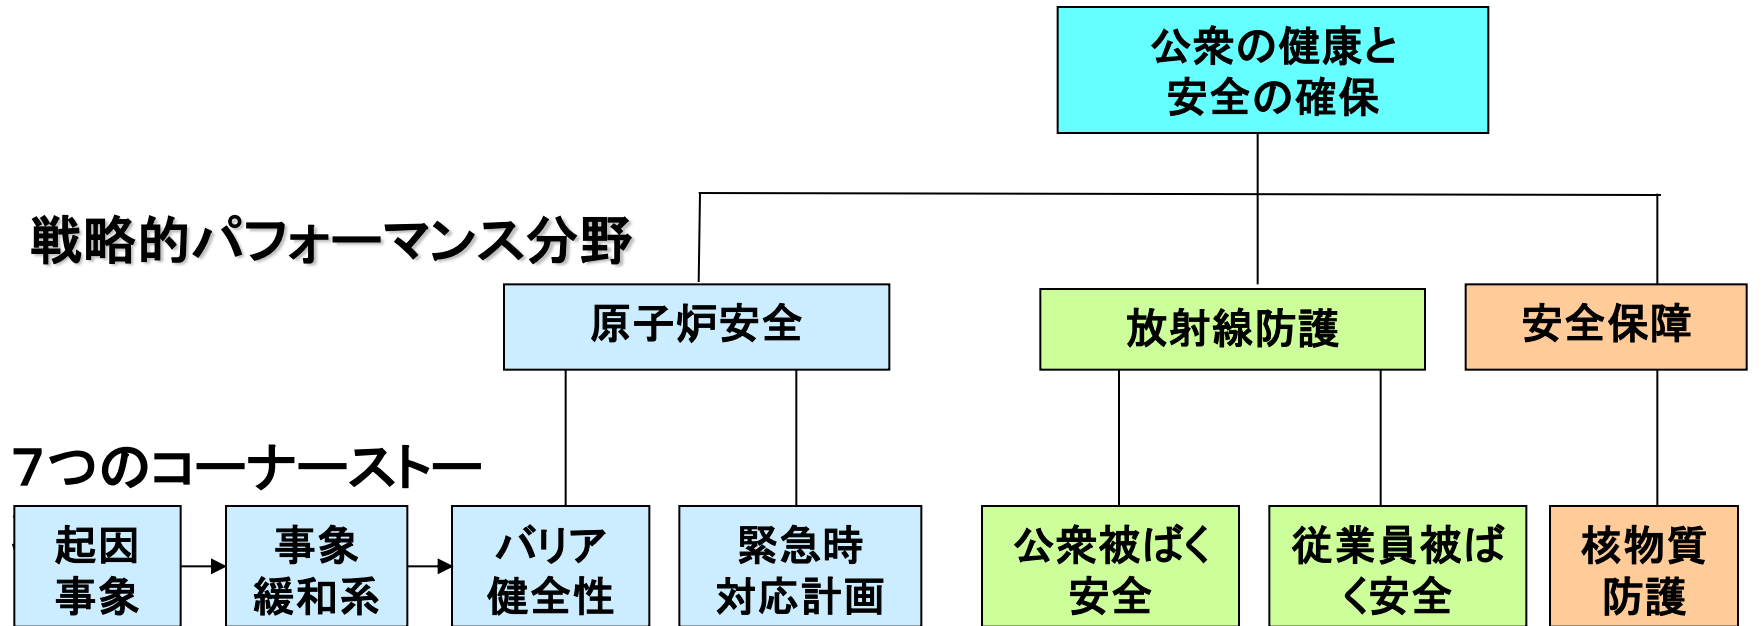 公衆の健康と
安全の確保
戦略的パフォーマンス分野
原子炉安全
放射線防護
安全保障
7つのコーナーストー
起因
事象
事象
緩和系
バリア
健全性
緊急時
対応計画
公衆被ばく
安全
従業員被ば
く安全
核物質
防護